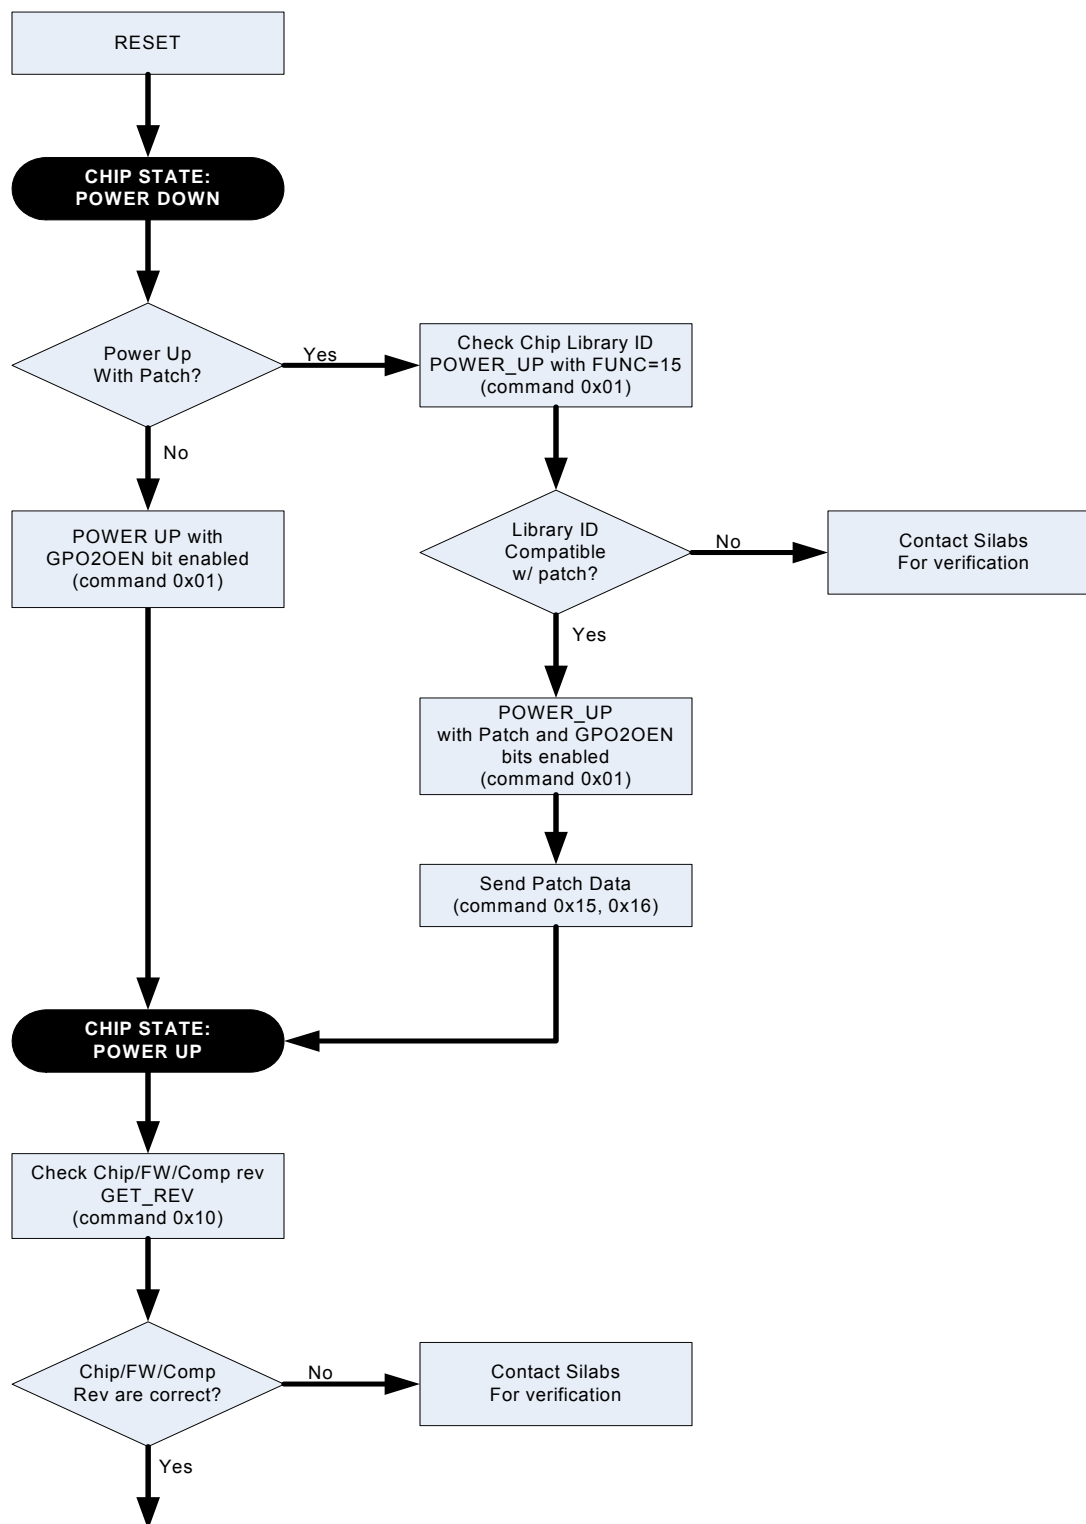 RESET
CHIP STATE:
POWER DOWN
Power Up
With Patch?
Yes
Check Chip Library ID
POWER_UP with FUNC=15
(command 0x01)
No
POWER UP with
GPO2OEN bit enabled
(command 0x01)
Library ID
Compatible
w/ patch?
No
Contact Silabs
For verification
Yes
POWER_UP
with Patch and GPO2OEN
bits enabled
(command 0x01)
Send Patch Data
(command 0x15, 0x16)
CHIP STATE:
POWER UP
Check Chip/FW/Comp rev
GET_REV
(command 0x10)
Chip/FW/Comp
Rev are correct?
No
Contact Silabs
For verification
Yes